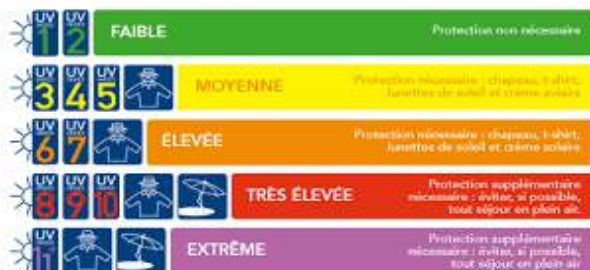 UV UV
1 2 FAIBLE Protection non nécessaire
UV UV UV
3 4 5 MOYENNE Protection nécessaire : chapeau, t-shirt,
lunettes de soleil et crème solaire
UV UV
6 7 ÉLEVÉE Protection nécessaire : chapeau, t-shirt,
lunettes de soleil et crème solaire
UV UV UV
8 9 10 TRÈS ÉLEVÉE Protection supplémentaire
nécessaire : éviter, si possible,
tout séjour en plein air.
UV
11 EXTRÊME Protection supplémentaire
nécessaire : éviter, si possible,
tout séjour en plein air